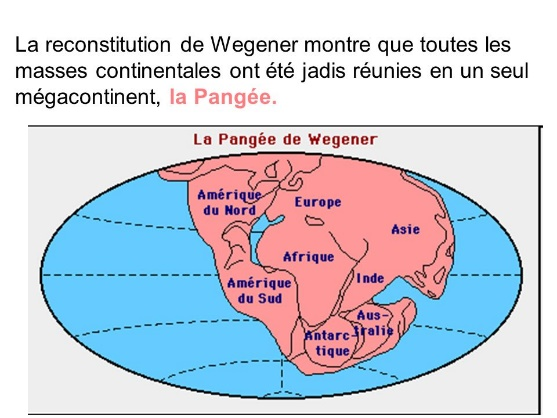 La reconstitution de Wegener montre que toutes les
masses continentales ont été jadis réunies en un seul
mégacontinent, la Pangée.
La Pangée de Wegener
Amérique
du Nord
Europe
Asie
Afrique
Inde
Amérique
du Sud
Aus-
tralie
Antarc-
tique